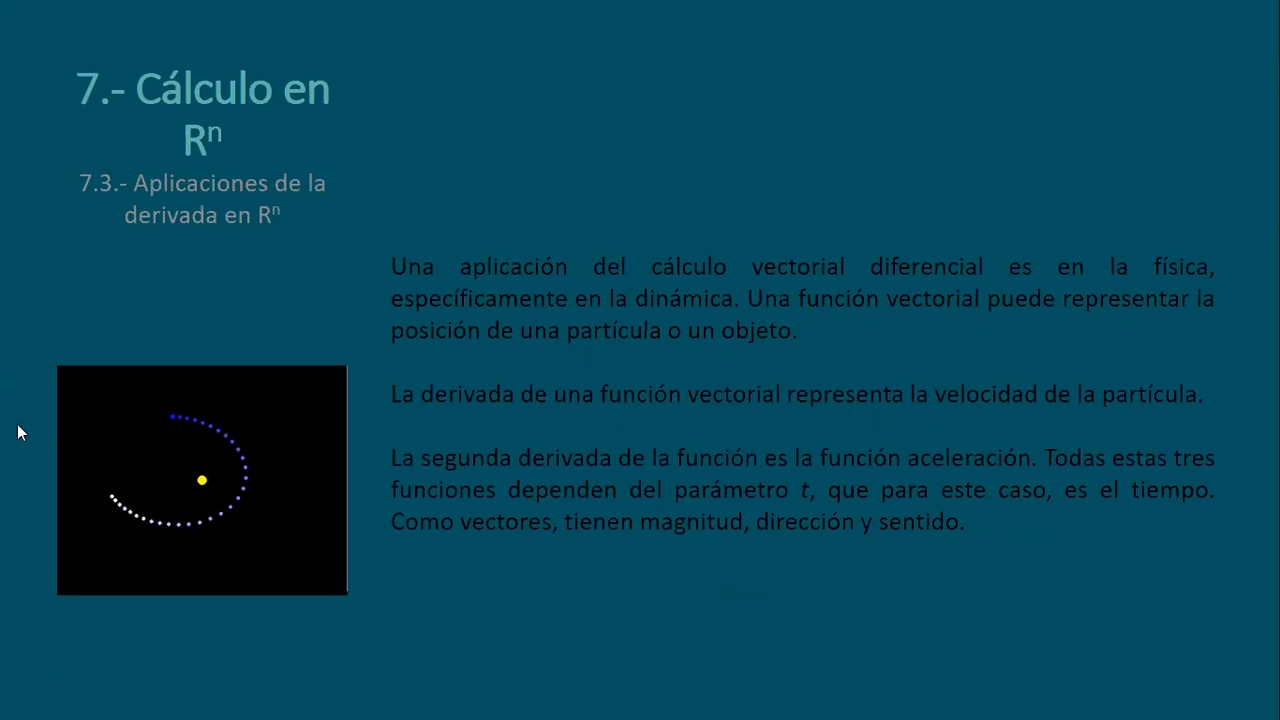 7.- Cálculo en
Rⁿ
7.3.- Aplicaciones de la
derivada en Rⁿ
Una aplicación del cálculo vectorial diferencial es en la física,
específicamente en la dinámica. Una función vectorial puede representar la
posición de una partícula o un objeto.
La derivada de una función vectorial representa la velocidad de la partícula.
La segunda derivada de la función es la función aceleración. Todas estas tres
funciones dependen del parámetro t, que para este caso, es el tiempo.
Como vectores, tienen magnitud, dirección y sentido.